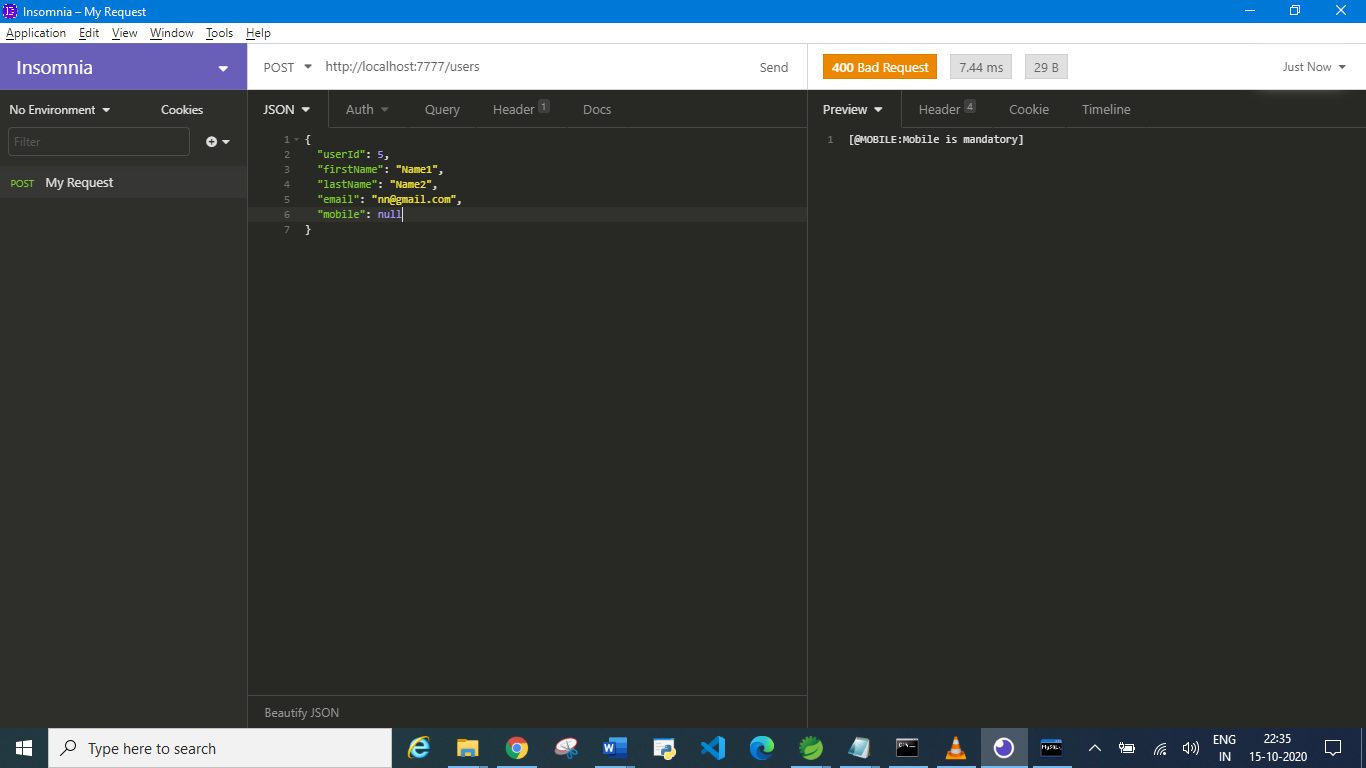 Insomnia – My Request
Application Edit View Window Tools Help
Insomnia
POST http://localhost:7777/users Send
400 Bad Request 7.44 ms 29 B Just Now
No Environment Cookies
JSON Auth Query Header 1 Docs
Preview Header 4 Cookie Timeline
Filter
POST My Request
1 {
2 "userId": 5,
3 "firstName": "Name1",
4 "lastName": "Name2",
5 "email": "nn@gmail.com",
6 "mobile": null
7 }
1 [@MOBILE:Mobile is mandatory]
Beautify JSON
Type here to search
ENG
IN
22:35
15-10-2020